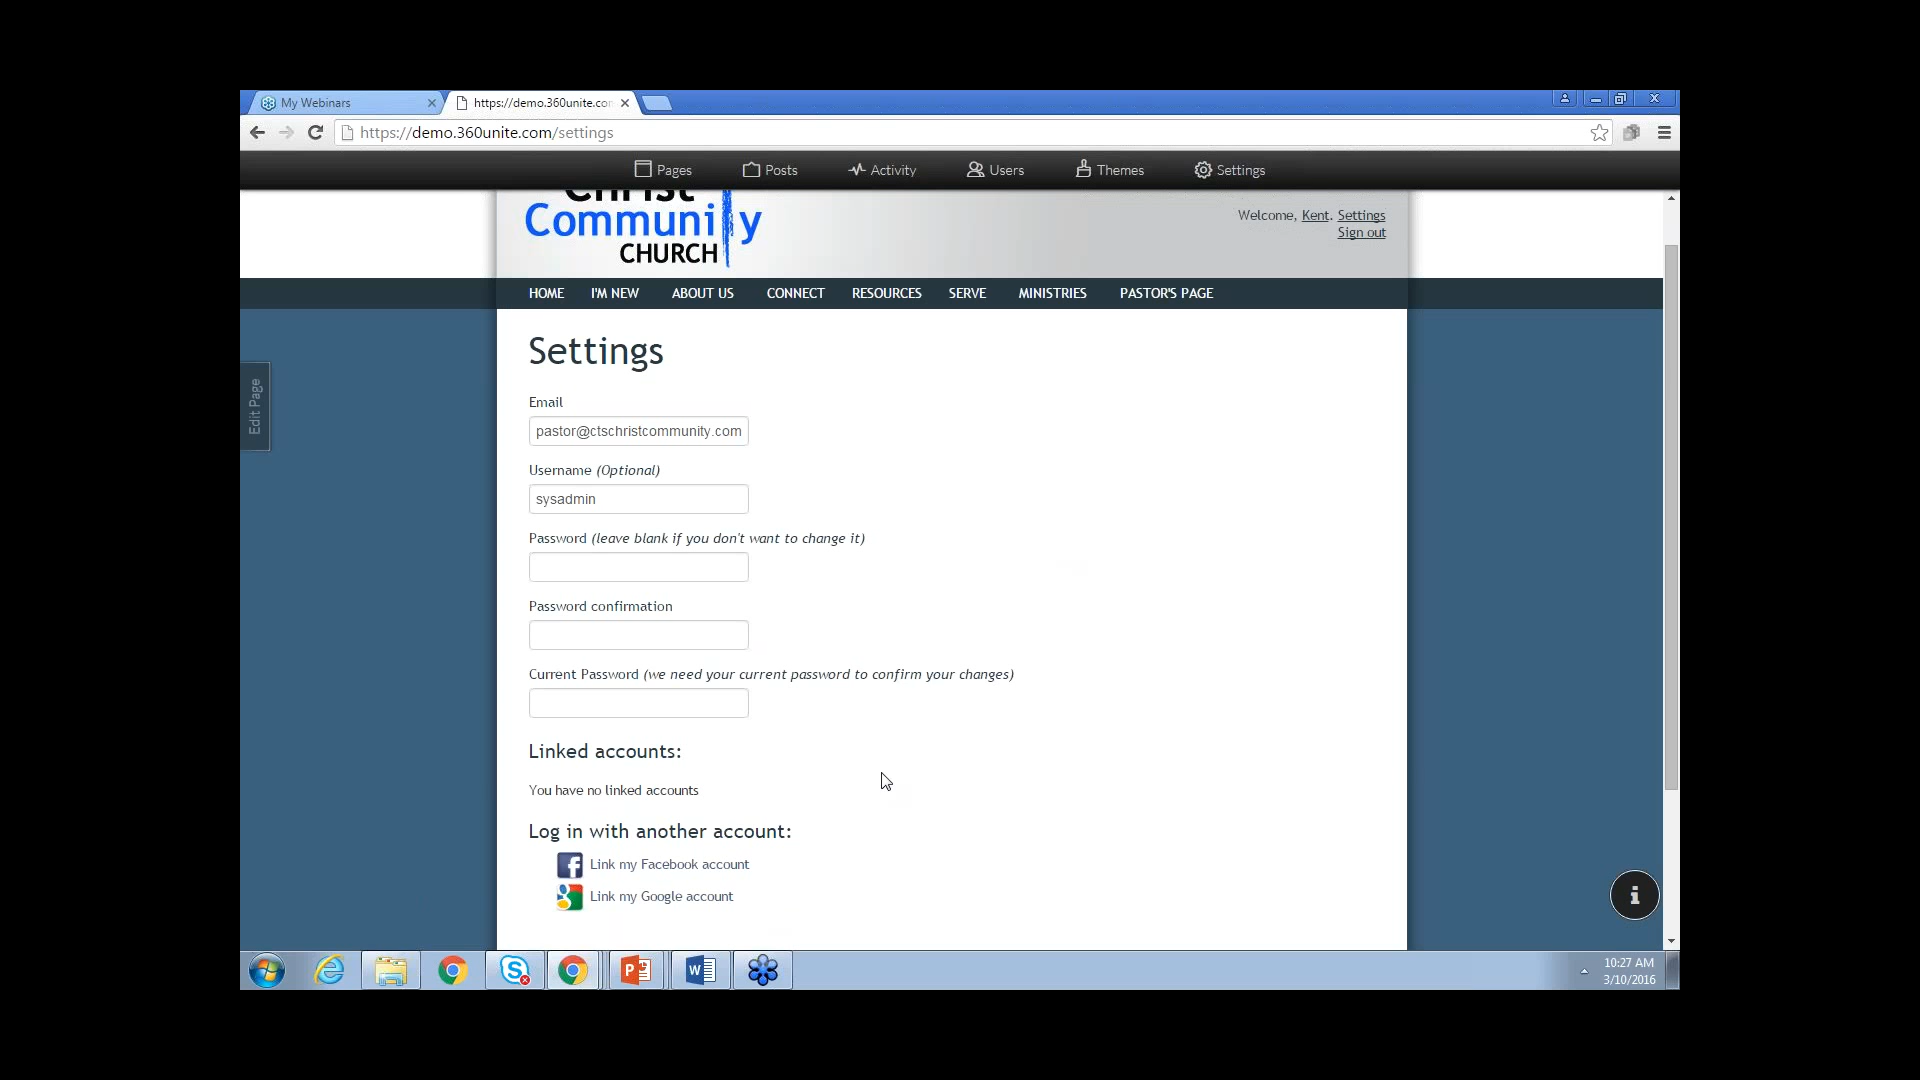 My Webinars
https://demo.360unite.com
https://demo.360unite.com/settings
Pages
Posts
Activity
Users
Themes
Settings
Christ
Community
CHURCH
Welcome, Kent. Settings
Sign out
HOME
I'M NEW
ABOUT US
CONNECT
RESOURCES
SERVE
MINISTRIES
PASTOR'S PAGE
Edit Page
Settings
Email
pastor@ctschristcommunity.com
Username (Optional)
sysadmin
Password (leave blank if you don't want to change it)
Password confirmation
Current Password (we need your current password to confirm your changes)
Linked accounts:
You have no linked accounts
Log in with another account:
Link my Facebook account
Link my Google account
10:27 AM
3/10/2016